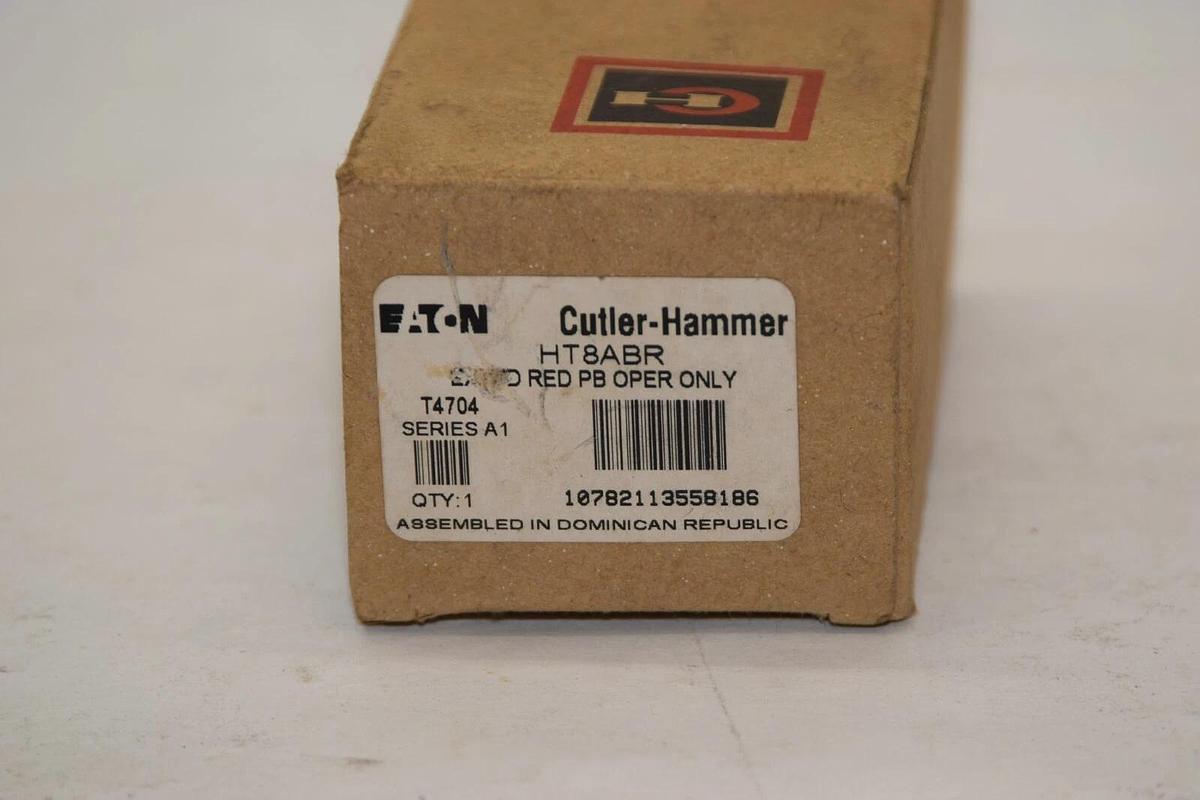 EATON Cutler-Hammer
HT8ABR
RED PB OPER ONLY
T4704
SERIES A1
QTY:1
10782113558186
ASSEMBLED IN DOMINICAN REPUBLIC